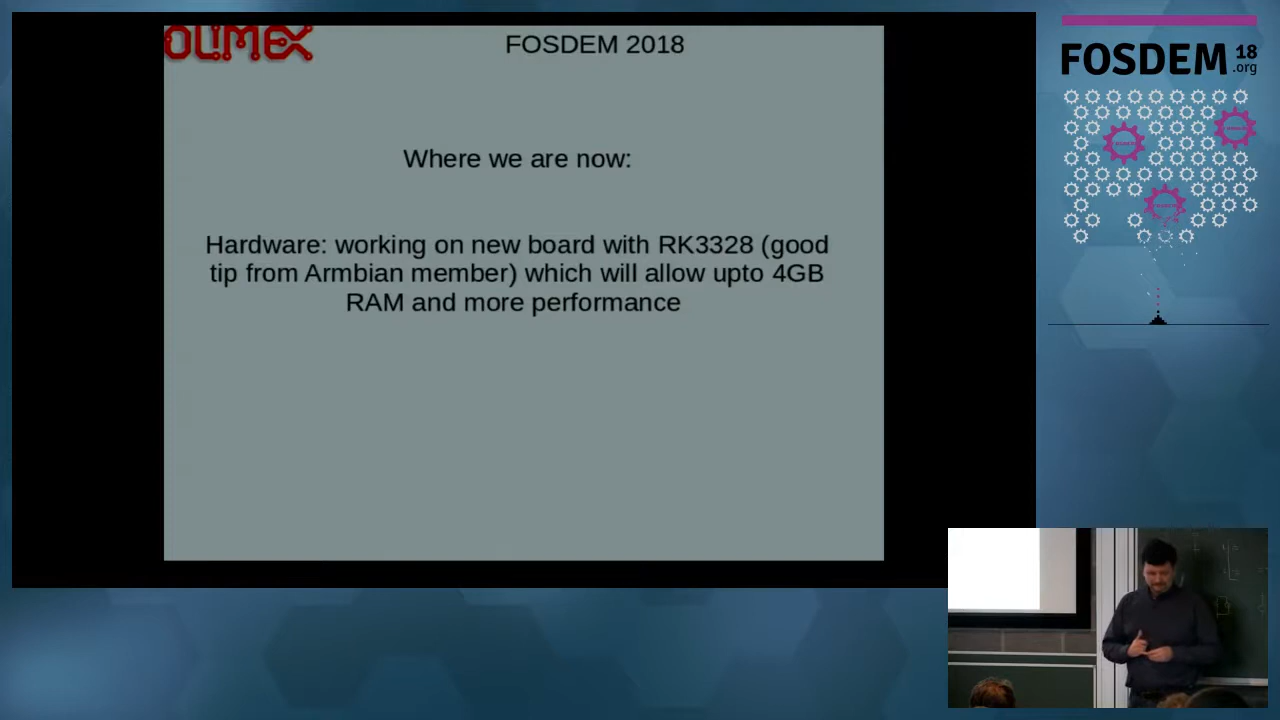 OLIMEX
FOSDEM 2018
Where we are now:
Hardware: working on new board with RK3328 (good
tip from Armbian member) which will allow upto 4GB
RAM and more performance
FOSDEM 18
.org